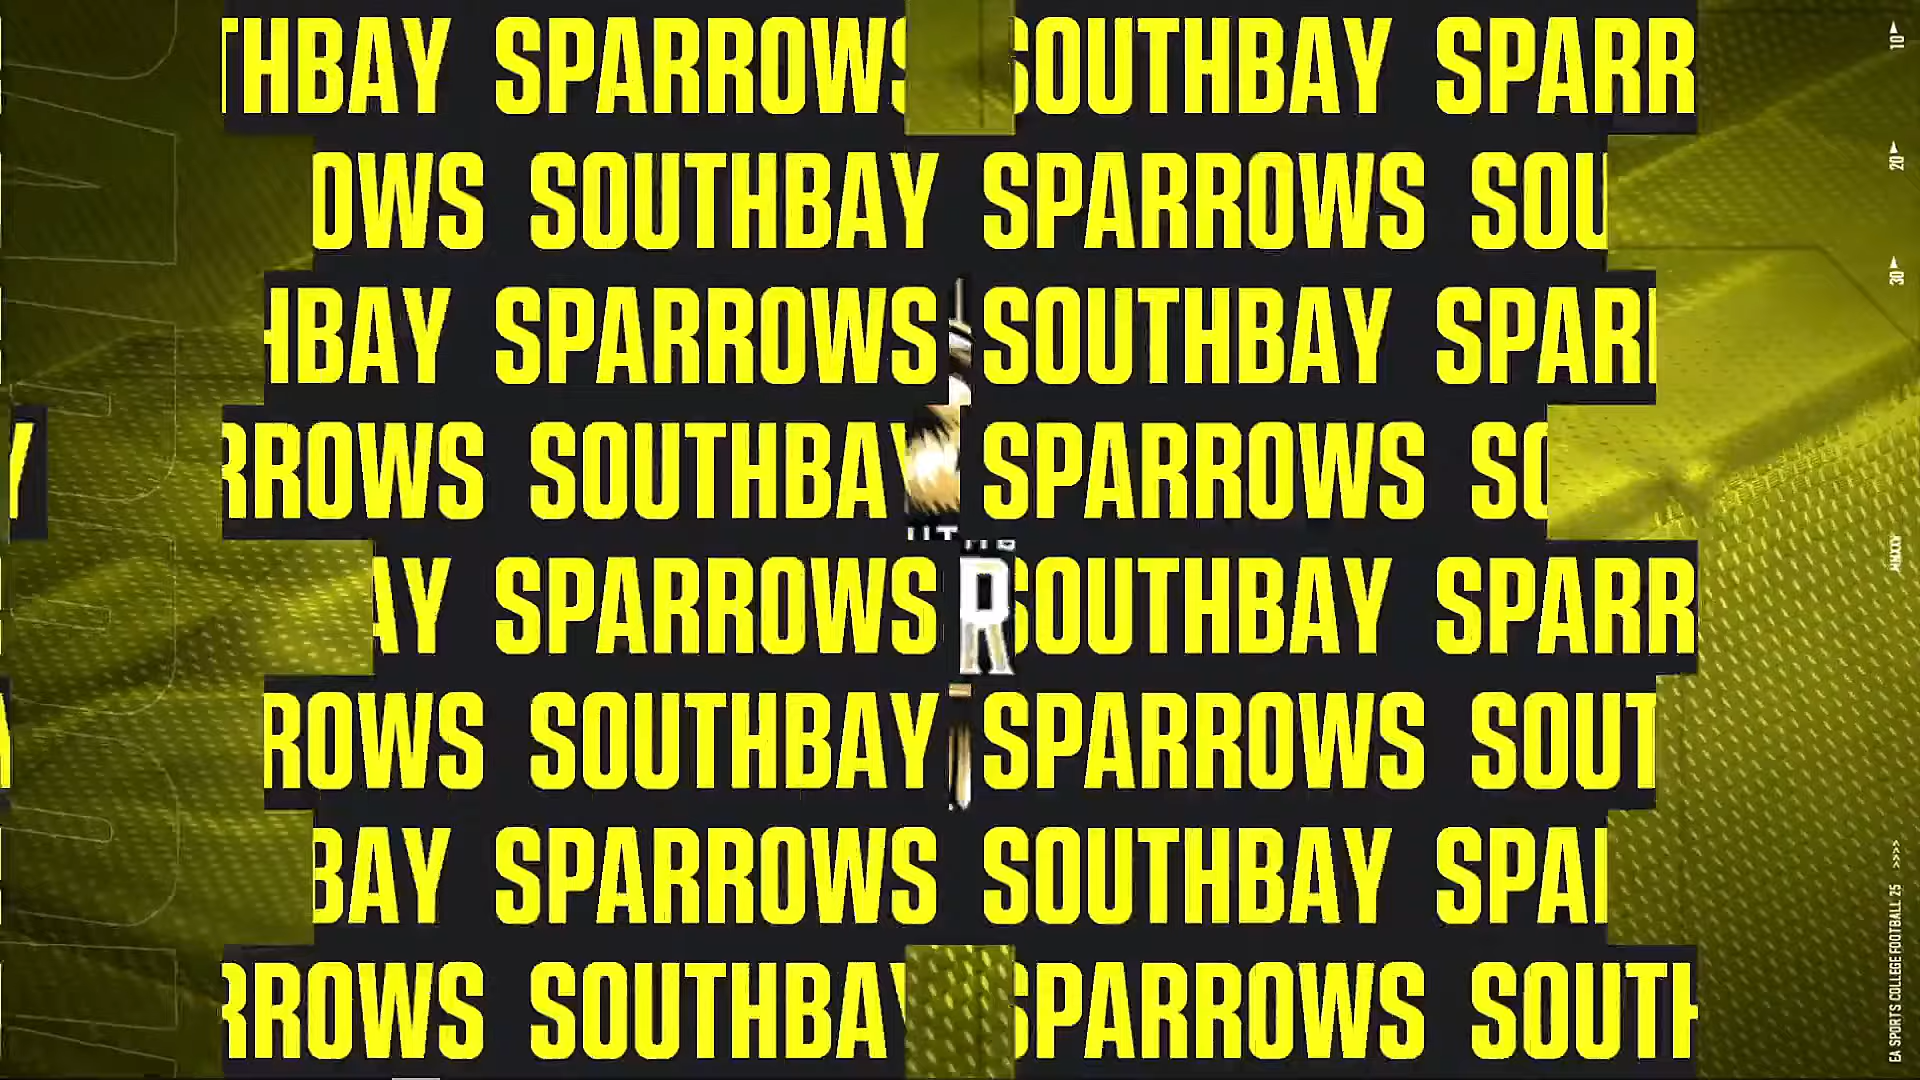 THBAY SPARROWS SOUTHBAY SPARR
OWS SOUTHBAY SPARROWS SOU
HBAY SPARROWS SOUTHBAY SPAR
Y RROWS SOUTHBAY SPARROWS SO
AY SPARROWS R SOUTHBAY SPARR
ROWS SOUTHBAY SPARROWS SOUT
BAY SPARROWS SOUTHBAY SPA
RROWS SOUTHBAY SPARROWS SOUTH
10
20
30
MMXXV
EA SPORTS COLLEGE FOOTBALL 25 >>>>